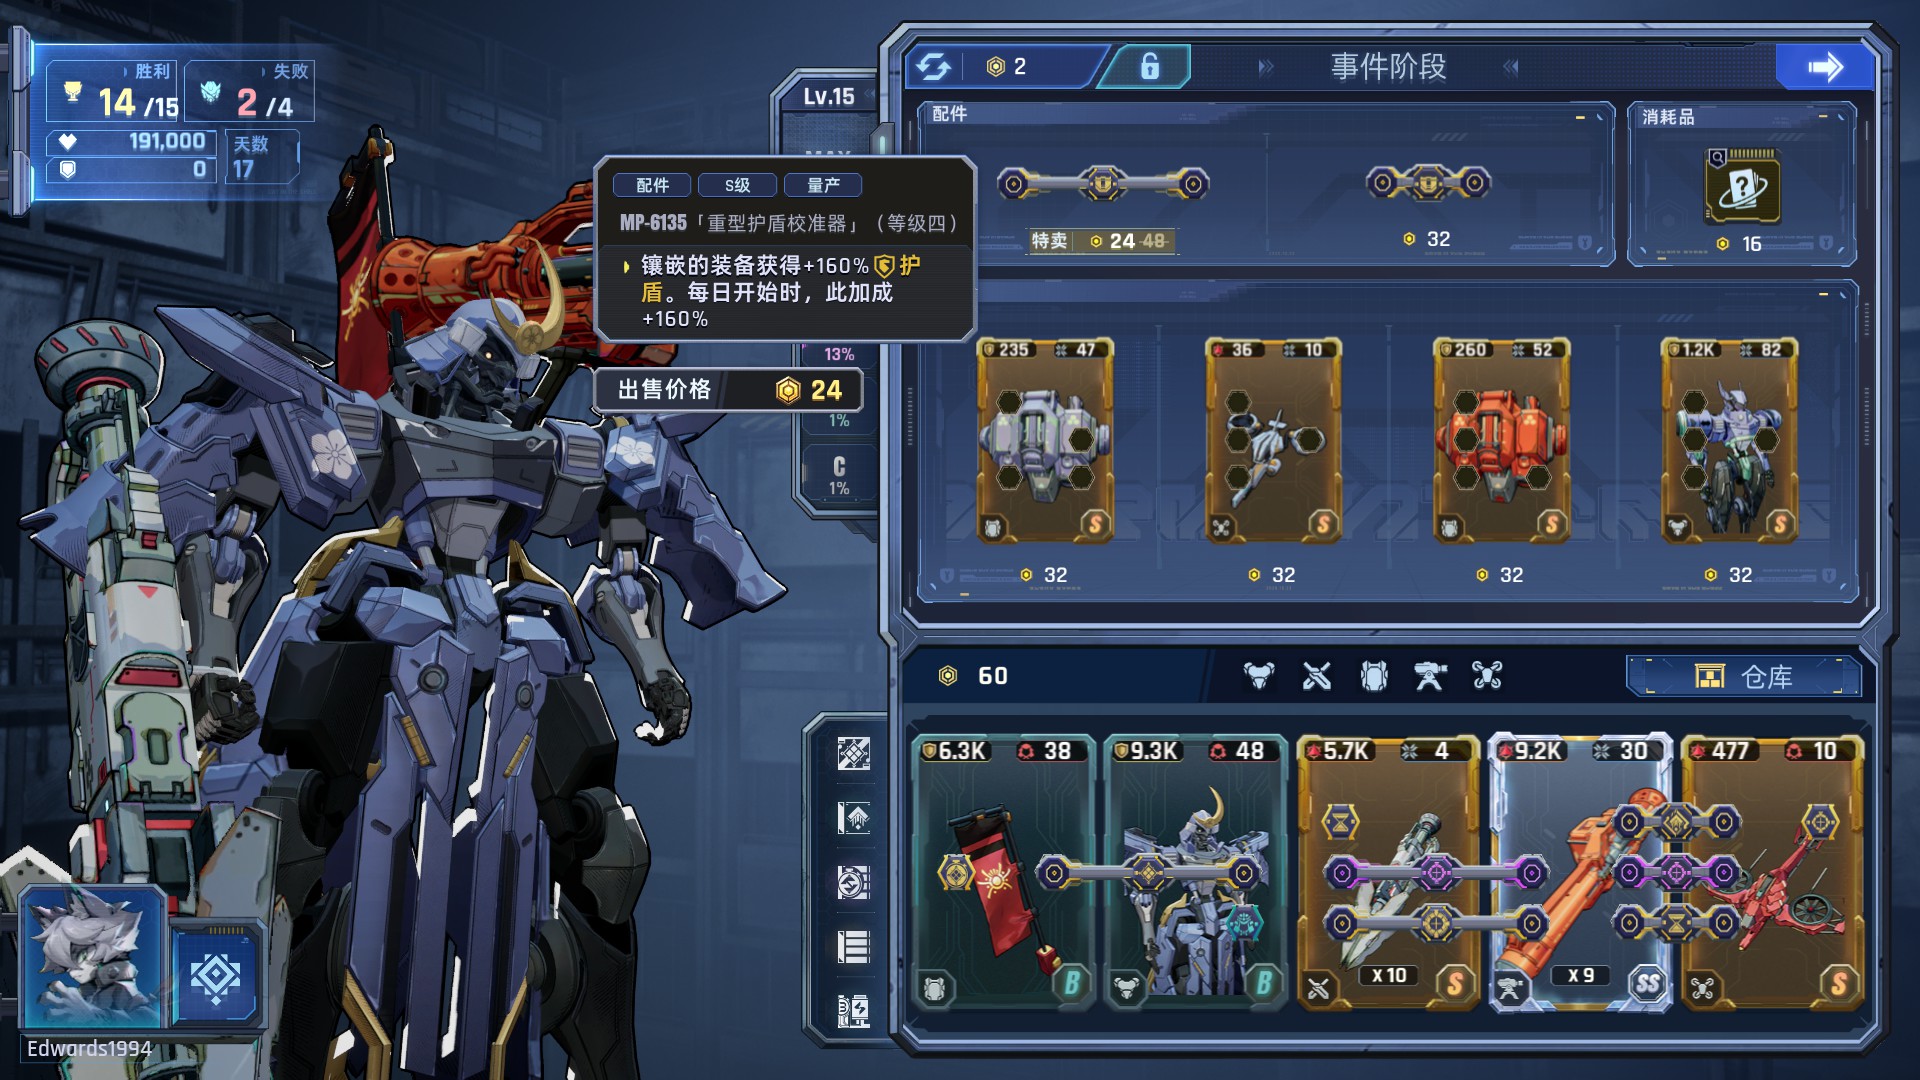 胜利
14 /15
失败
2 /4
191,000
0
天数
17
Lv.15
配件
S级
量产
MP-6135「重型护盾校准器」（等级四）
镶嵌的装备获得+160%护
盾。每日开始时，此加成
+160%
出售价格
24
13%
1%
C
1%
2
事件阶段
配件
特卖
24 48
32
消耗品
16
235 47
S
32
36 10
S
32
260 52
S
32
1.2K 82
S
32
60
仓库
6.3K 38
B
9.3K 48
B
5.7K 4
x10
S
9.2K 30
x9
SS
477 10
S
Edwards1994